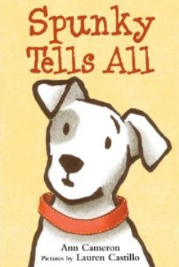 Spunky
Tells All
Ann Cameron
Pictures by Lauren Castillo